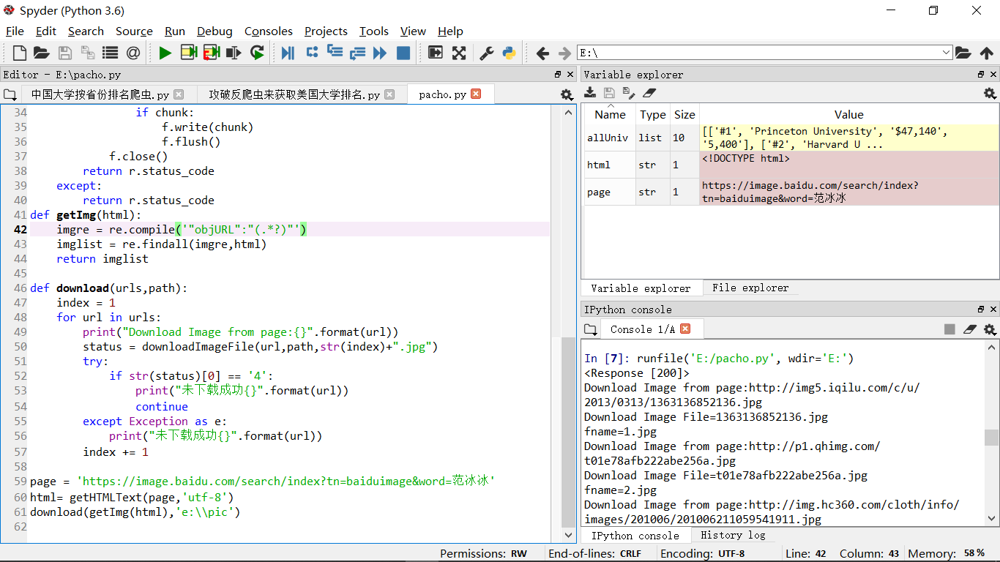 Spyder (Python 3.6)
File Edit Search Source Run Debug Consoles Projects Tools View Help
E:\
Editor - E:\pacho.py
中国大学按省份排名爬虫.py 攻破反爬虫来获取美国大学排名.py pacho.py
34 if chunk:
35 f.write(chunk)
36 f.flush()
37 f.close()
38 return r.status_code
39 except:
40 return r.status_code
41 def getImg(html):
42 imgre = re.compile('"objURL":"(.*?)"')
43 imglist = re.findall(imgre,html)
44 return imglist
45
46 def download(urls,path):
47 index = 1
48 for url in urls:
49 print("Download Image from page:{}".format(url))
50 status = downloadImageFile(url,path,str(index)+".jpg")
51 try:
52 if str(status)[0] == '4':
53 print("未下载成功{}".format(url))
54 continue
55 except Exception as e:
56 print("未下载成功{}".format(url))
57 index += 1
58
59 page = 'https://image.baidu.com/search/index?tn=baiduimage&word=范冰冰'
60 html= getHTMLText(page,'utf-8')
61 download(getImg(html),'e:\\pic')
62
Variable explorer
Name Type Size Value
allUniv list 10 [['#1', 'Princeton University', '$47,140',
'5,400'], ['#2', 'Harvard U ...
html str 1 <!DOCTYPE html>
page str 1 https://image.baidu.com/search/index?
tn=baiduimage&word=范冰冰
Variable explorer File explorer
IPython console
Console 1/A
In [7]: runfile('E:/pacho.py', wdir='E:')
<Response [200]>
Download Image from page:http://img5.iqilu.com/c/u/
2013/0313/1363136852136.jpg
Download Image File=1363136852136.jpg
fname=1.jpg
Download Image from page:http://p1.qhimg.com/
t01e78afb222abe256a.jpg
Download Image File=t01e78afb222abe256a.jpg
fname=2.jpg
Download Image from page:http://img.hc360.com/cloth/info/
images/201006/201006211059541911.jpg
IPython console History log
Permissions: RW End-of-lines: CRLF Encoding: UTF-8 Line: 42 Column: 43 Memory: 58 %